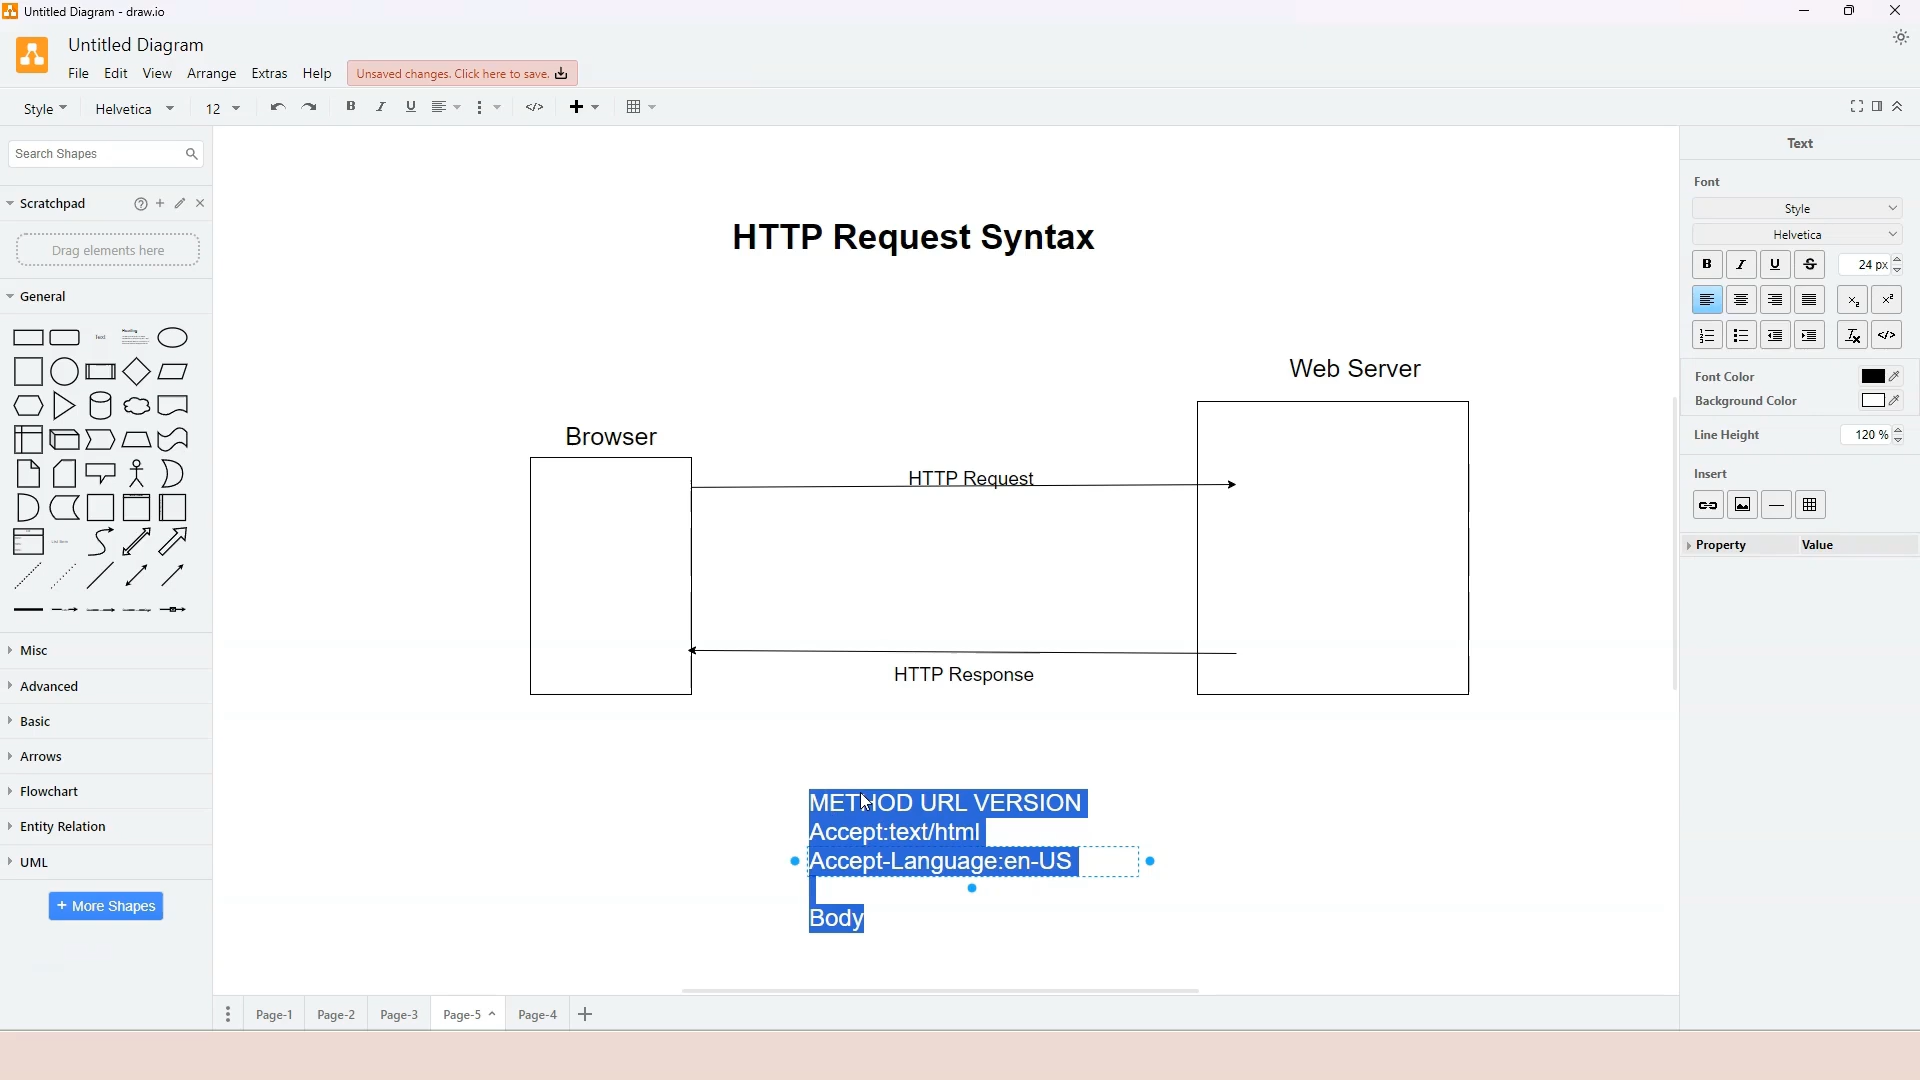 Untitled Diagram - draw.io
Untitled Diagram
File Edit View Arrange Extras Help Unsaved changes. Click here to save.
Style Helvetica 12 B I U </>
Search Shapes
Scratchpad
Drag elements here
General
Text Heading
Misc
Advanced
Basic
Arrows
Flowchart
Entity Relation
UML
+ More Shapes
HTTP Request Syntax
Web Server
Browser
HTTP Request
HTTP Response
METHOD URL VERSION
Accept:text/html
Accept-Language:en-US
Body
Page-1 Page-2 Page-3 Page-5 Page-4
Text
Font
Style
Helvetica
B I U S 24 px
Font Color
Background Color
Line Height 120 %
Insert
Property Value